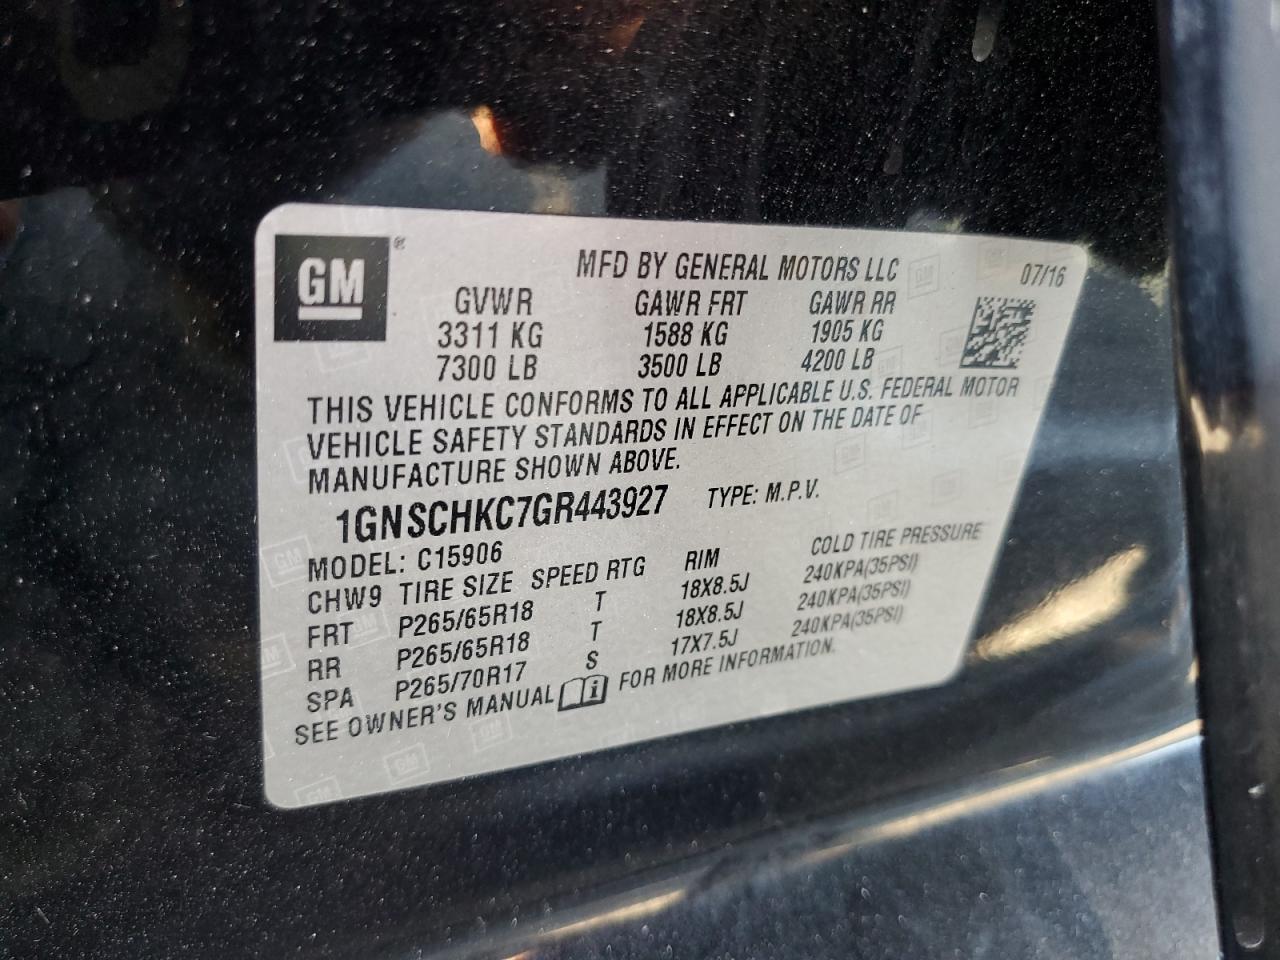 GM ®
MFD BY GENERAL MOTORS LLC 07/16
GVWR GAWR FRT GAWR RR
3311 KG 1588 KG 1905 KG
7300 LB 3500 LB 4200 LB
THIS VEHICLE CONFORMS TO ALL APPLICABLE U.S. FEDERAL MOTOR
VEHICLE SAFETY STANDARDS IN EFFECT ON THE DATE OF
MANUFACTURE SHOWN ABOVE.
1GNSCHKC7GR443927 TYPE: M.P.V.
MODEL: C15906
CHW9 TIRE SIZE SPEED RTG RIM COLD TIRE PRESSURE
FRT P265/65R18 T 18X8.5J 240KPA(35PSI)
RR P265/65R18 T 18X8.5J 240KPA(35PSI)
SPA P265/70R17 S 17X7.5J 240KPA(35PSI)
SEE OWNER'S MANUAL i FOR MORE INFORMATION.